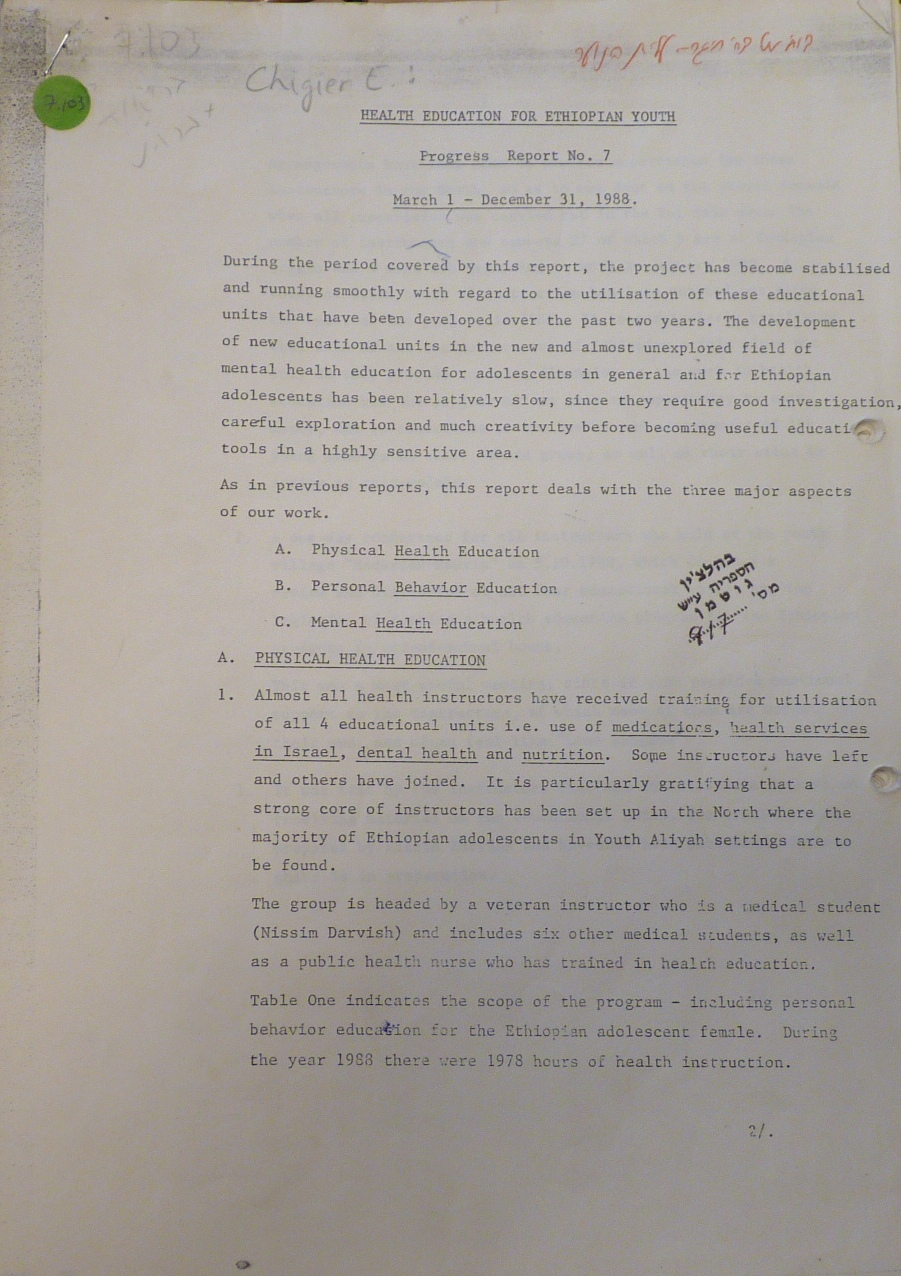 7.103
7.103
Chigier E.:
HEALTH EDUCATION FOR ETHIOPIAN YOUTH
Progress Report No. 7
March 1 - December 31, 1988.
During the period covered by this report, the project has become stabilised
and running smoothly with regard to the utilisation of these educational
units that have been developed over the past two years. The development
of new educational units in the new and almost unexplored field of
mental health education for adolescents in general and for Ethiopian
adolescents has been relatively slow, since they require good investigation,
careful exploration and much creativity before becoming useful educati
tools in a highly sensitive area.
As in previous reports, this report deals with the three major aspects
of our work.
A. Physical Health Education
B. Personal Behavior Education
C. Mental Health Education
בהלצ'ין
הספריה ע"ש
גוטמן
מס' 917
A. PHYSICAL HEALTH EDUCATION
1. Almost all health instructors have received training for utilisation
of all 4 educational units i.e. use of medications, health services
in Israel, dental health and nutrition. Some instructors have left
and others have joined. It is particularly gratifying that a
strong core of instructors has been set up in the North where the
majority of Ethiopian adolescents in Youth Aliyah settings are to
be found.
The group is headed by a veteran instructor who is a medical student
(Nissim Darvish) and includes six other medical students, as well
as a public health nurse who has trained in health education.
Table One indicates the scope of the program - including personal
behavior education for the Ethiopian adolescent female. During
the year 1988 there were 1978 hours of health instruction.
2/.